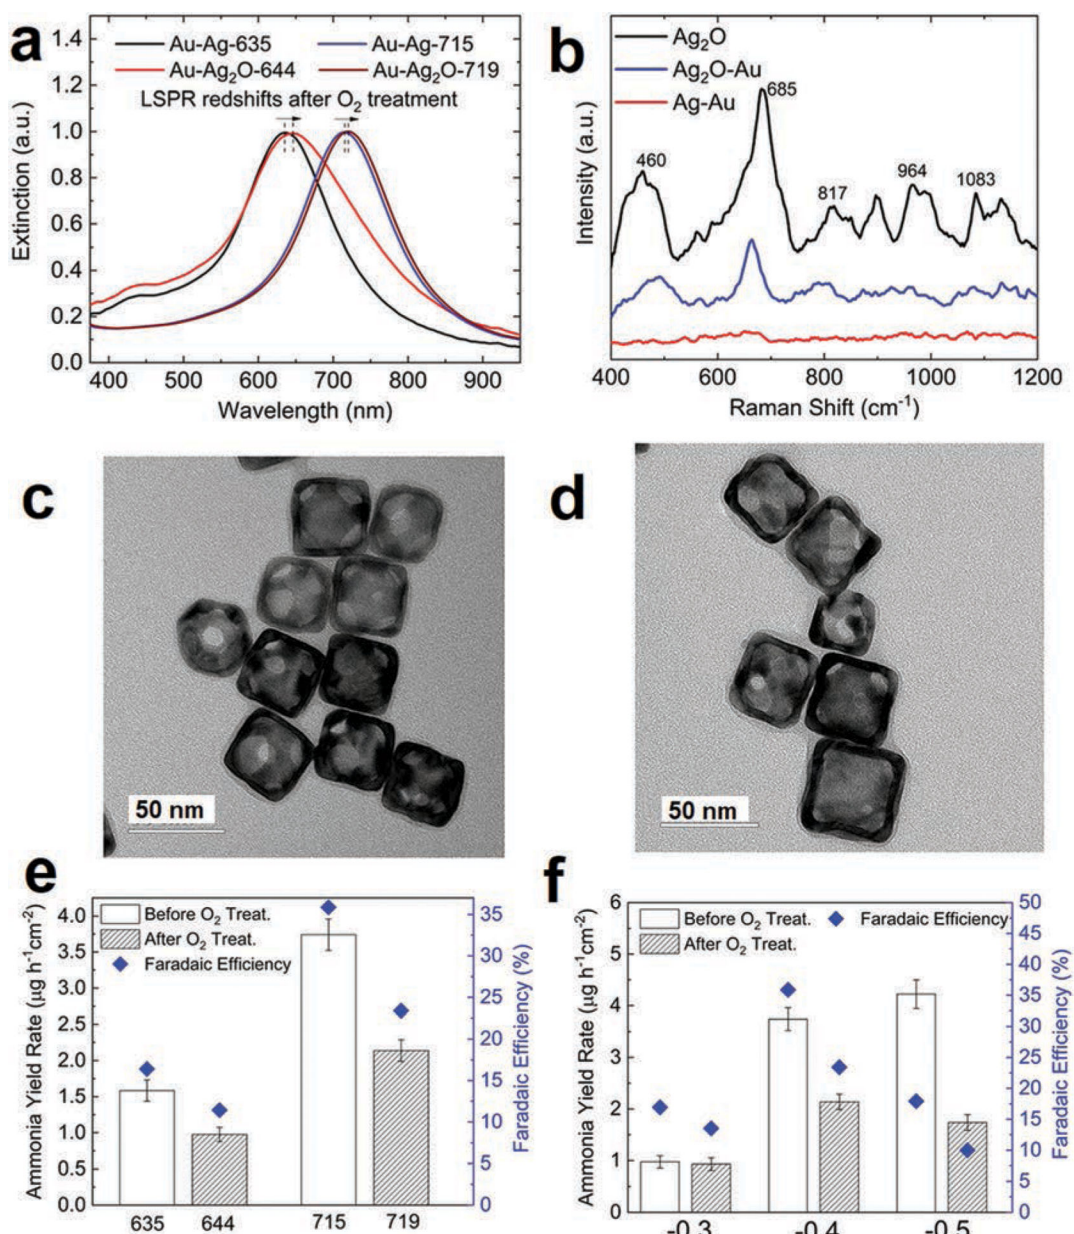 a
1.4
1.2
1.0
0.8
0.6
0.4
0.2
0.0
Extinction (a.u.)
Au-Ag-635
Au-Ag-715
Au-Ag₂O-644
Au-Ag₂O-719
LSPR redshifts after O₂ treatment
400 500 600 700 800 900
Wavelength (nm)
b
Intensity (a.u.)
Ag₂O
Ag₂O-Au
Ag-Au
460
685
817
964
1083
400 600 800 1000 1200
Raman Shift (cm⁻¹)
c
50 nm
d
50 nm
e
Ammonia Yield Rate (μg h⁻¹cm⁻²)
4.0
3.5
3.0
2.5
2.0
1.5
1.0
0.5
0.0
Before O₂ Treat.
After O₂ Treat.
Faradaic Efficiency
635 644 715 719
35
30
25
20
15
10
5
0
Faradaic Efficiency (%)
f
Ammonia Yield Rate (μg h⁻¹cm⁻²)
6
5
4
3
2
1
0
Before O₂ Treat.
Faradaic Efficiency
After O₂ Treat.
-0.3 -0.4 -0.5
50
45
40
35
30
25
20
15
10
5
0
Faradaic Efficiency (%)